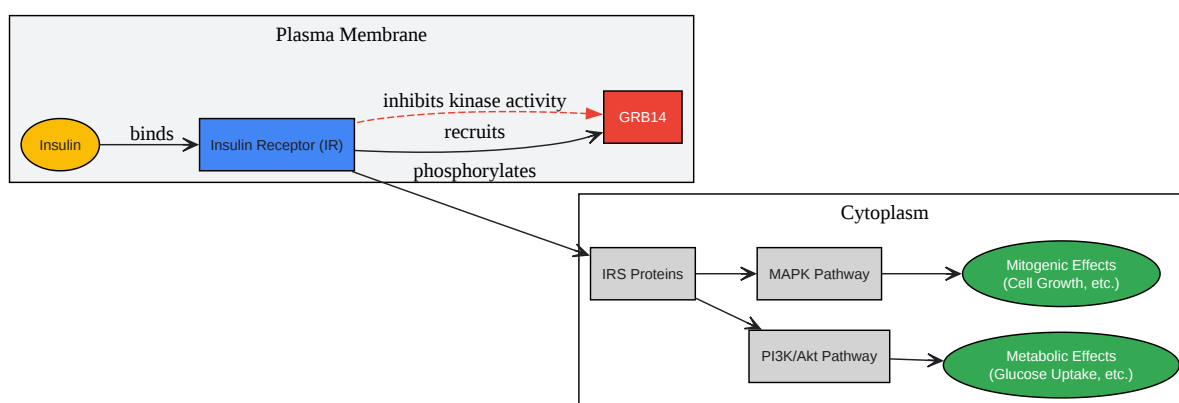 Plasma Membrane
inhibits kinase activity
GRB14
Insulin
binds
Insulin Receptor (IR)
recruits
phosphorylates
Cytoplasm
IRS Proteins
MAPK Pathway
Mitogenic Effects
(Cell Growth, etc.)
PI3K/Akt Pathway
Metabolic Effects
(Glucose Uptake, etc.)